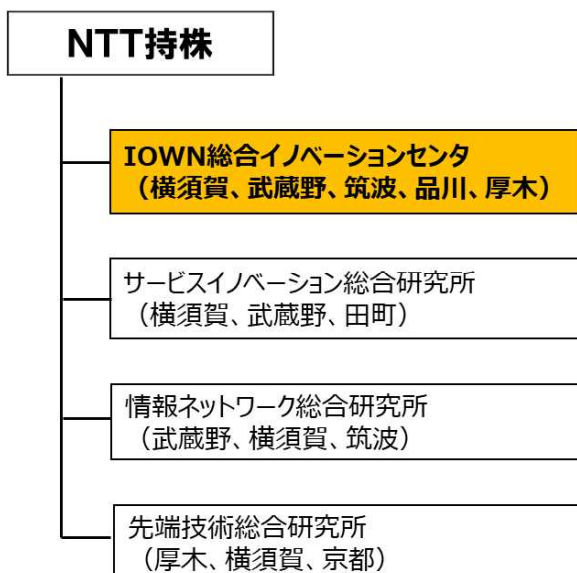 NTT持株
IOWN総合イノベーションセンタ
（横須賀、武蔵野、筑波、品川、厚木）
サービスイノベーション総合研究所
（横須賀、武蔵野、田町）
情報ネットワーク総合研究所
（武蔵野、横須賀、筑波）
先端技術総合研究所
（厚木、横須賀、京都）